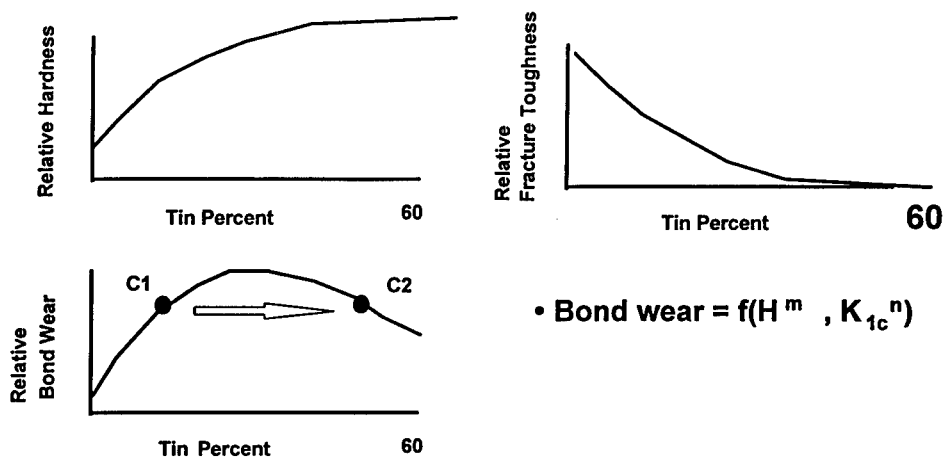 Relative Hardness
Tin Percent
60
Relative
Fracture Toughness
Tin Percent
60
Relative
Bond Wear
C1
C2
Tin Percent
60
• Bond wear = f(H^m , K_1c^n)